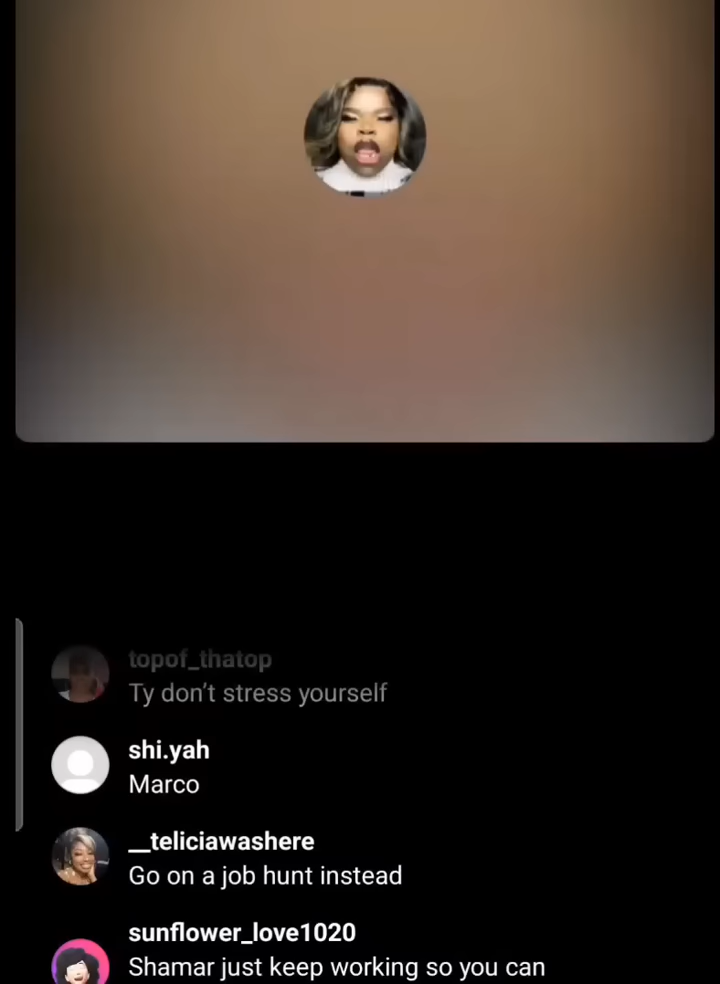 topof_thatop
Ty don’t stress yourself
shi.yah
Marco
__teliciawashere
Go on a job hunt instead
sunflower_love1020
Shamar just keep working so you can